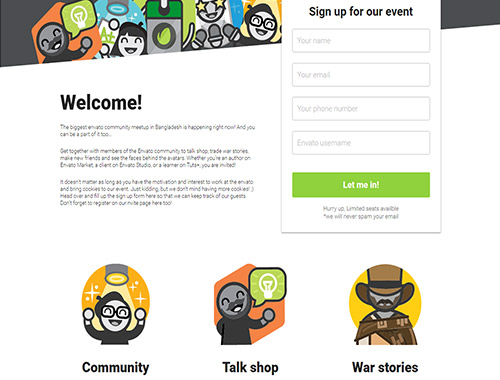 Sign up for our event
Your name
Your email
Your phone number
Envato username
Let me in!
Hurry up, Limited seats availble
*we will never spam your email
Welcome!
The biggest envato community meetup in Bangladesh is happening right now! And you
can be a part of it too...
Get together with members of the Envato community to talk shop, trade war stories,
make new friends and see the faces behind the avatars. Whether you're an author on
Envato Market, a client on Envato Studio, or a learner on Tuts+, you are invited!
It doesn't matter as long as you have the motivation and interest to work at the envato
and bring cookies to our event. Just kidding, but we don't mind having more cookies! ;)
Head over and fill up the sign up form here so that we can keep track of our guests
Don't forget to register on our nvite page here too!
Community
Talk shop
War stories